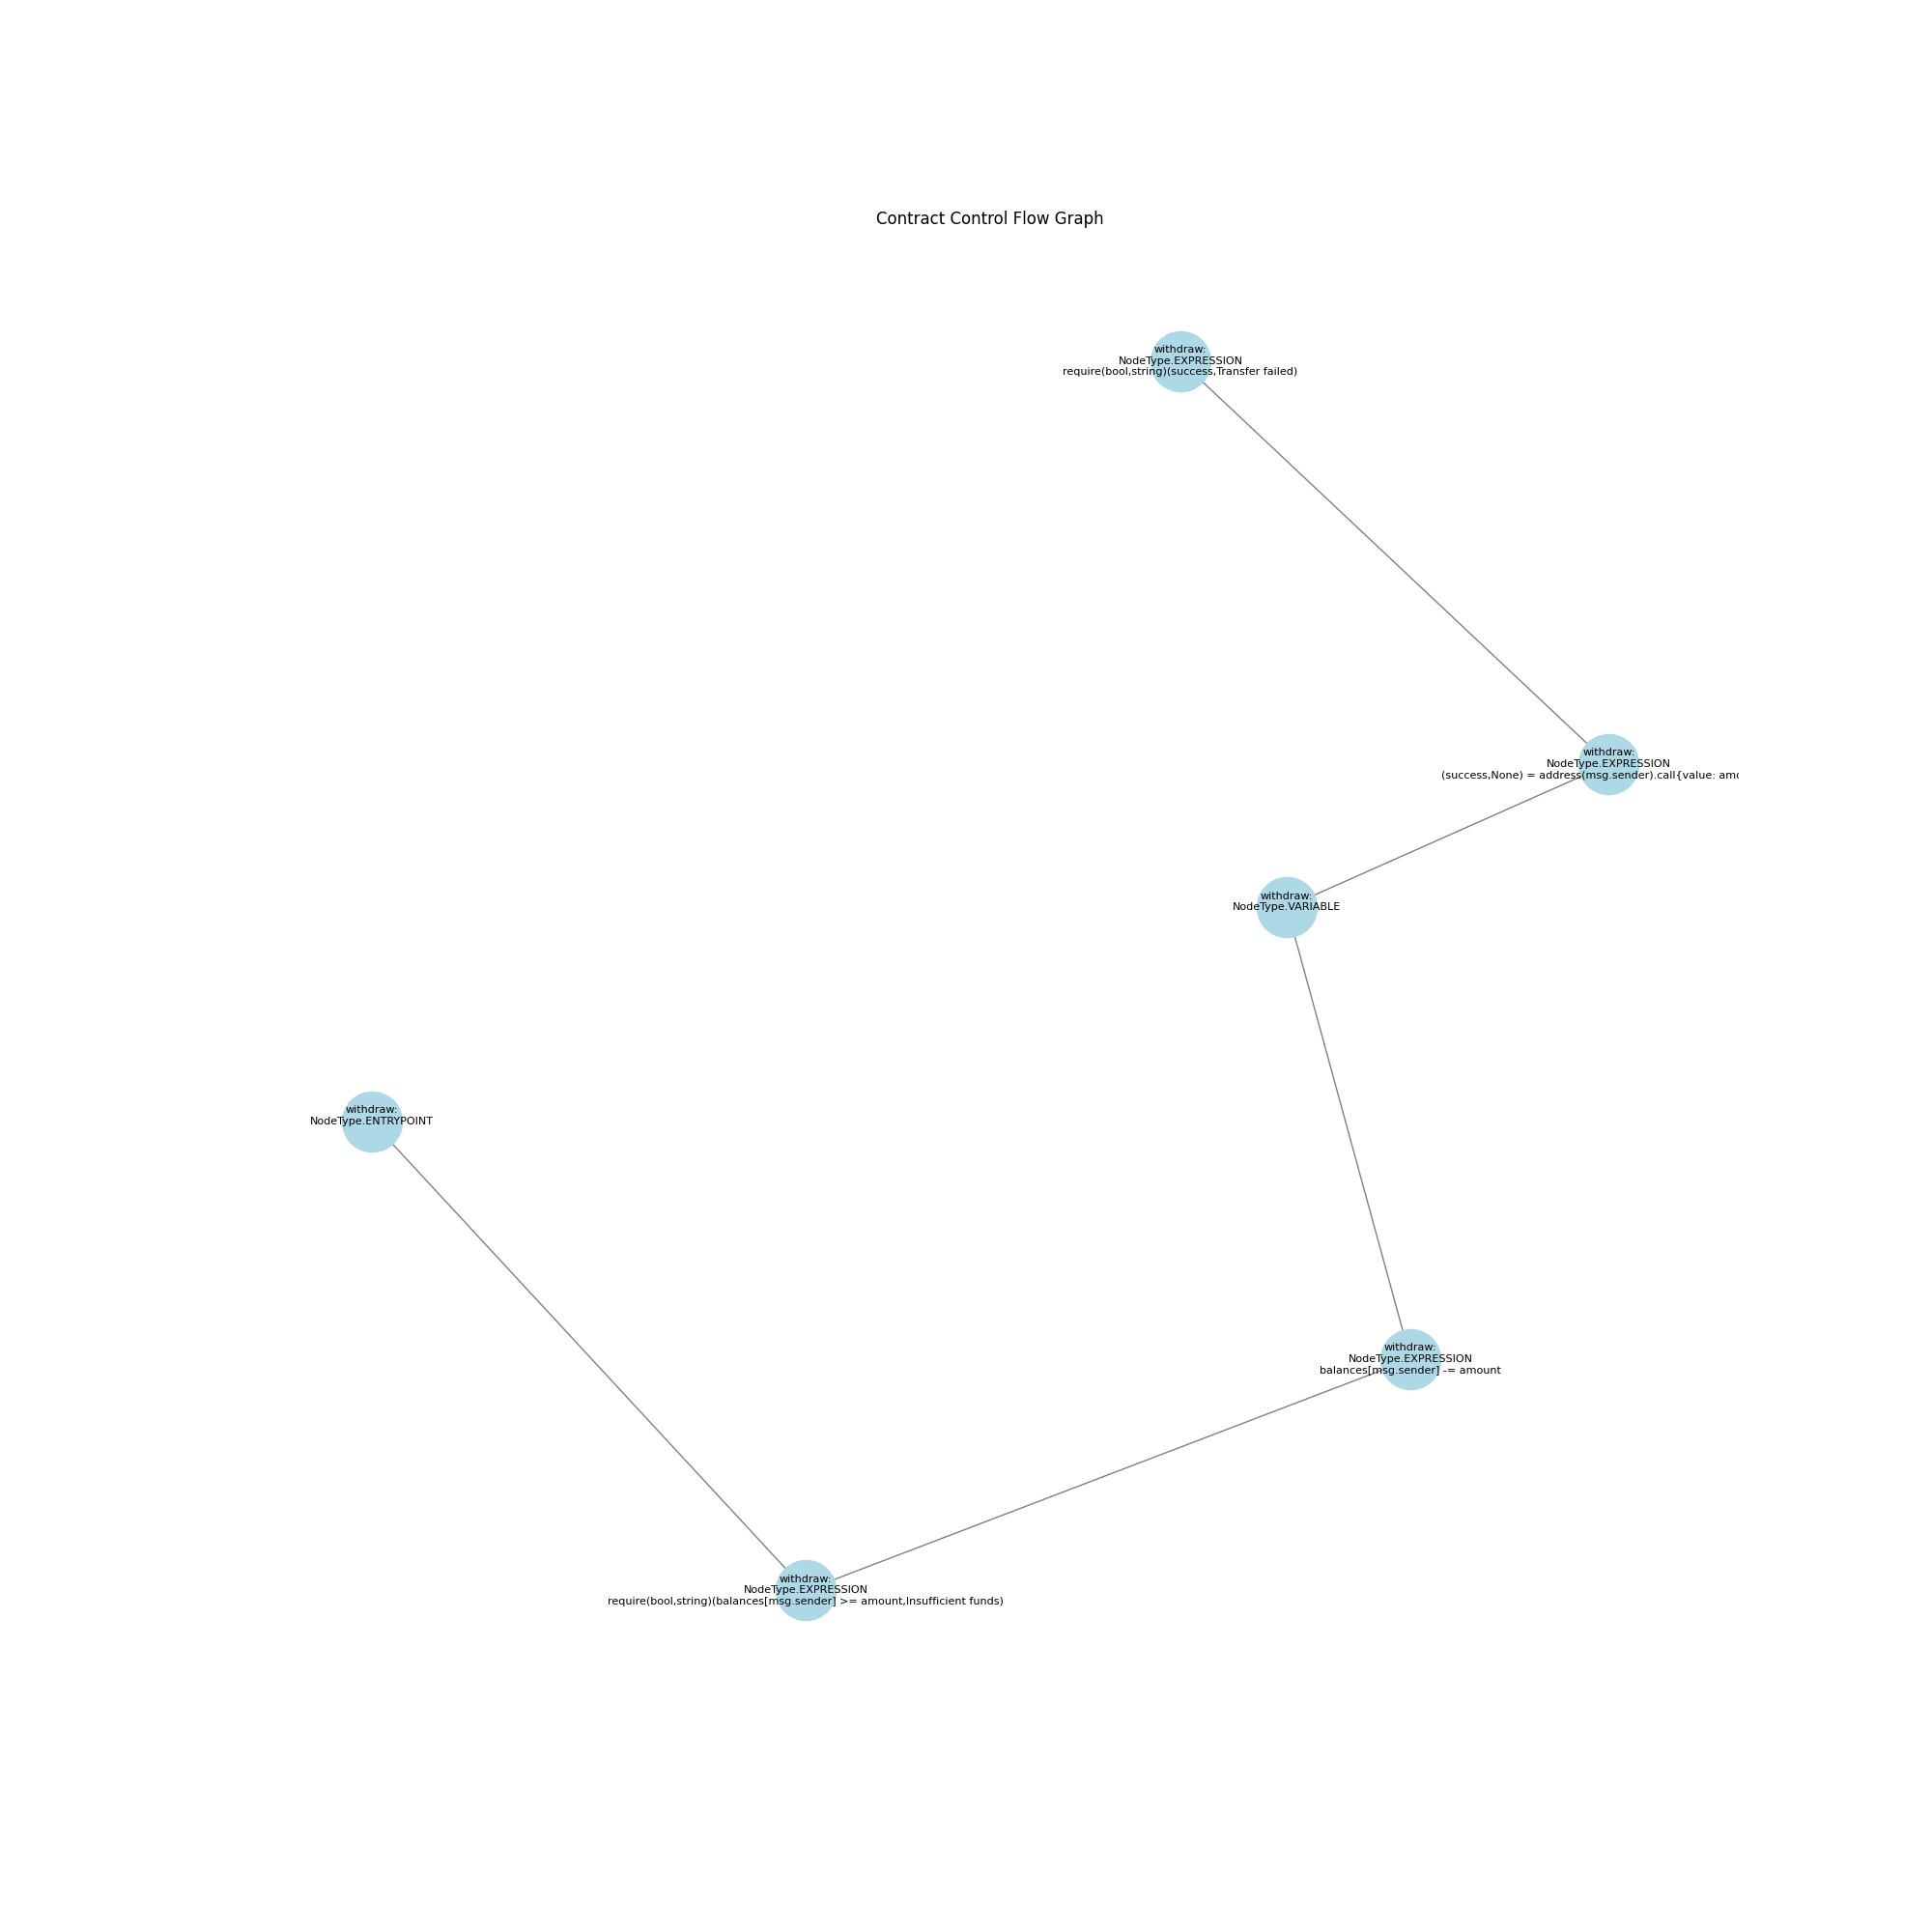 Contract Control Flow Graph
withdraw:
NodeType.EXPRESSION
require(bool,string)(success,Transfer failed)
withdraw:
NodeType.EXPRESSION
(success,None) = address(msg.sender).call{value: amo
withdraw:
NodeType.VARIABLE
withdraw:
NodeType.ENTRYPOINT
withdraw:
NodeType.EXPRESSION
balances[msg.sender] -= amount
withdraw:
NodeType.EXPRESSION
require(bool,string)(balances[msg.sender] >= amount,Insufficient funds)